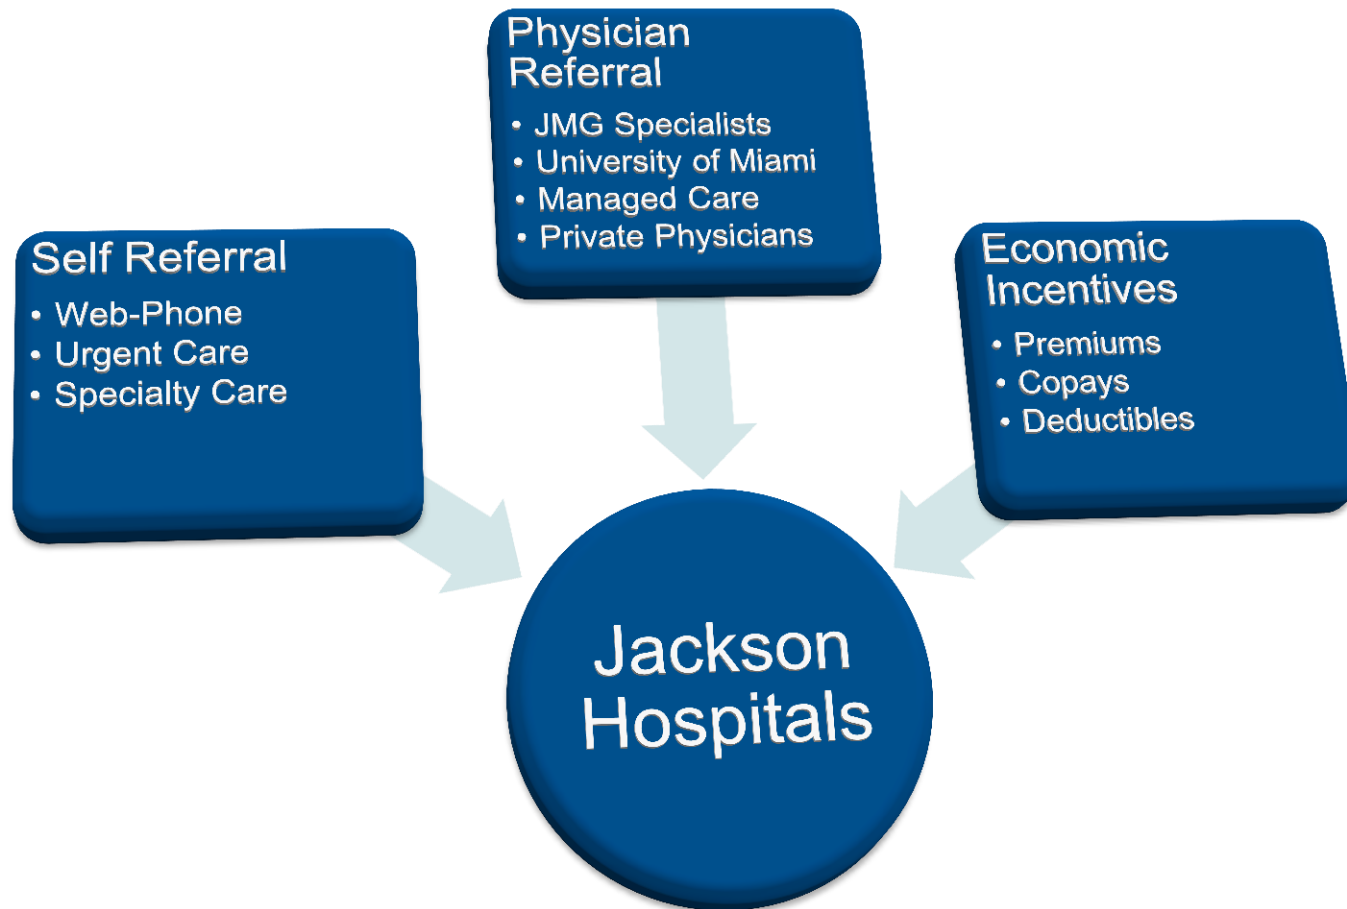 Physician
Referral
• JMG Specialists
• University of Miami
• Managed Care
• Private Physicians
Self Referral
• Web-Phone
• Urgent Care
• Specialty Care
Economic
Incentives
• Premiums
• Copays
• Deductibles
Jackson
Hospitals